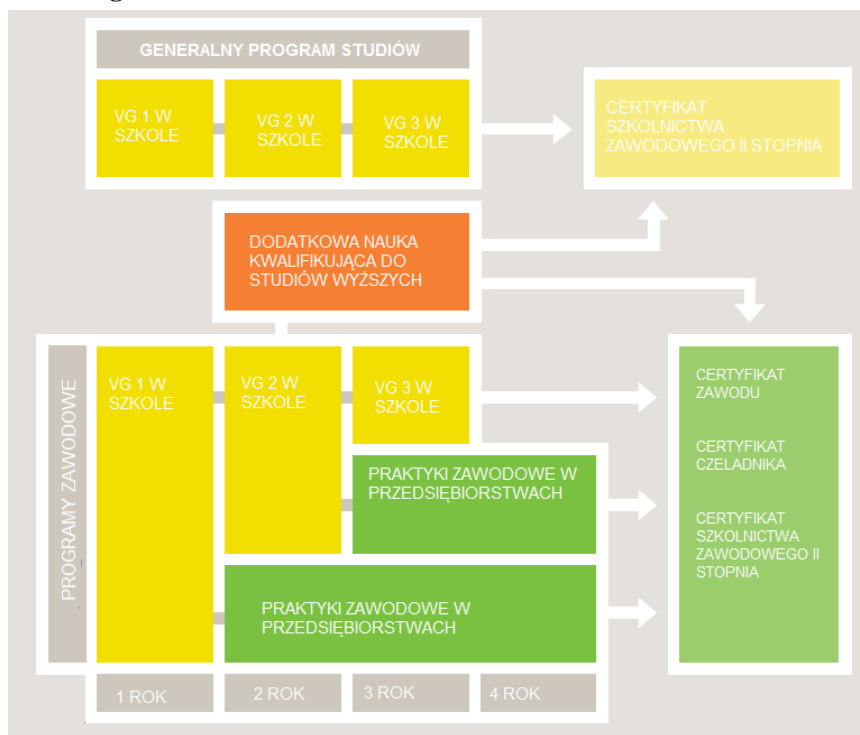 GENERALNY PROGRAM STUDIÓW
VG 1 W
SZKOLE
VG 2 W
SZKOLE
VG 3 W
SZKOLE
CERTYFIKAT
SZKOLNICTWA
ZAWODOWEGO II STOPNIA
DODATKOWA NAUKA
KWALIFIKUJĄCA DO
STUDIÓW WYŻSZYCH
PROGRAMY ZAWODOWE
VG 1 W
SZKOLE
VG 2 W
SZKOLE
VG 3 W
SZKOLE
PRAKTYKI ZAWODOWE W
PRZEDSIĘBIORSTWACH
PRAKTYKI ZAWODOWE W
PRZEDSIĘBIORSTWACH
CERTYFIKAT
ZAWODU
CERTYFIKAT
CZELADNIKA
CERTYFIKAT
SZKOLNICTWA
ZAWODOWEGO II
STOPNIA
1 ROK
2 ROK
3 ROK
4 ROK